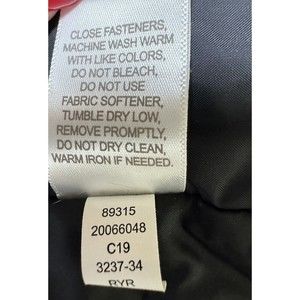 CLOSE FASTENERS,
MACHINE WASH WARM
WITH LIKE COLORS,
DO NOT BLEACH,
DO NOT USE
FABRIC SOFTENER,
TUMBLE DRY LOW,
REMOVE PROMPTLY,
DO NOT DRY CLEAN,
WARM IRON IF NEEDED.
89315
20066048
C19
3237-34
RYR